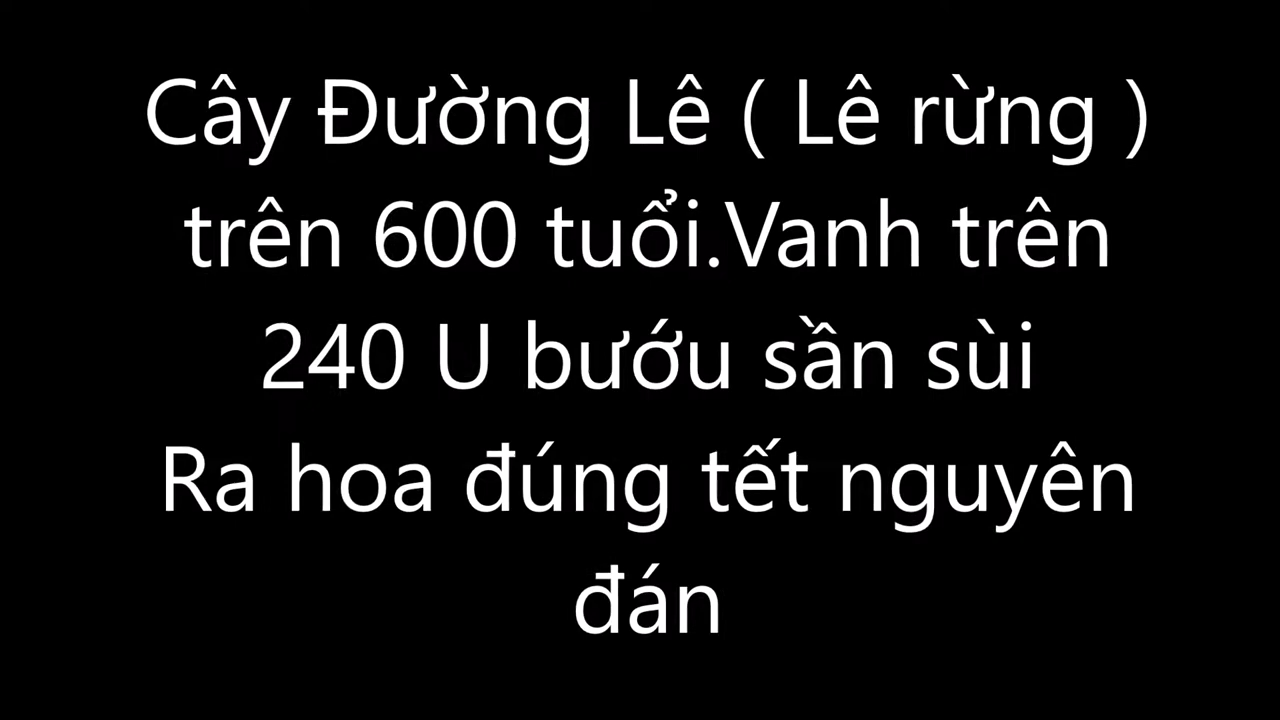 Cây Đường Lê ( Lê rừng )
trên 600 tuổi.Vanh trên
240 U bướu sần sùi
Ra hoa đúng tết nguyên
đán